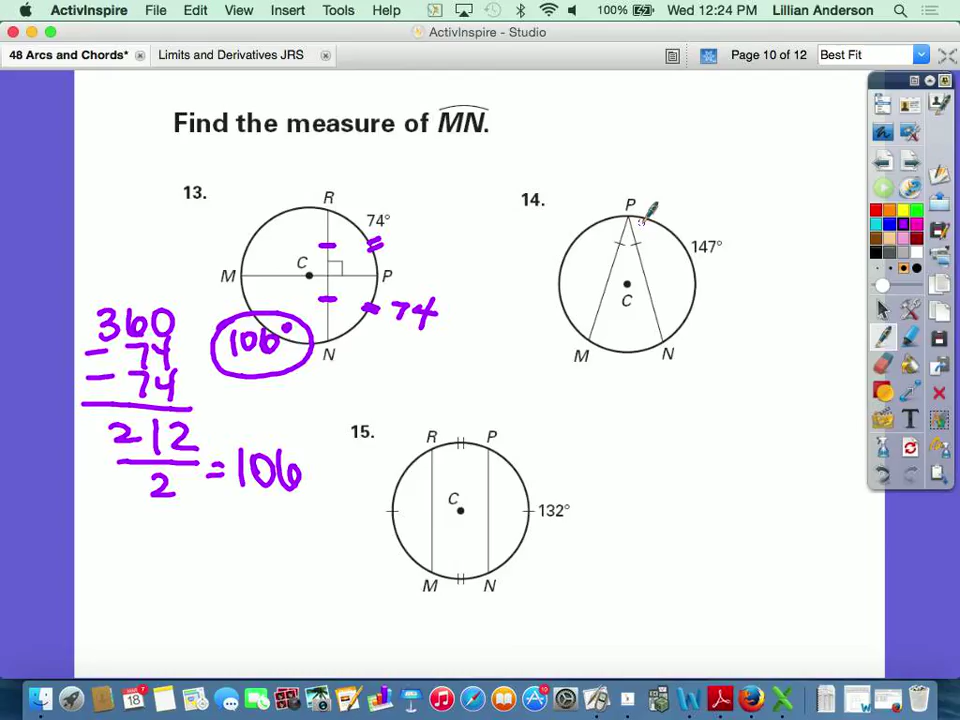 ActivInspire File Edit View Insert Tools Help 100% Wed 12:24 PM Lillian Anderson
ActivInspire - Studio
48 Arcs and Chords* Limits and Derivatives JRS Page 10 of 12 Best Fit
Find the measure of MN.
13.
R
74°
M
C
P
N
74
106°
360
- 74
- 74
212
2
= 106
14.
P
147°
C
M
N
15.
R
P
C
132°
M
N